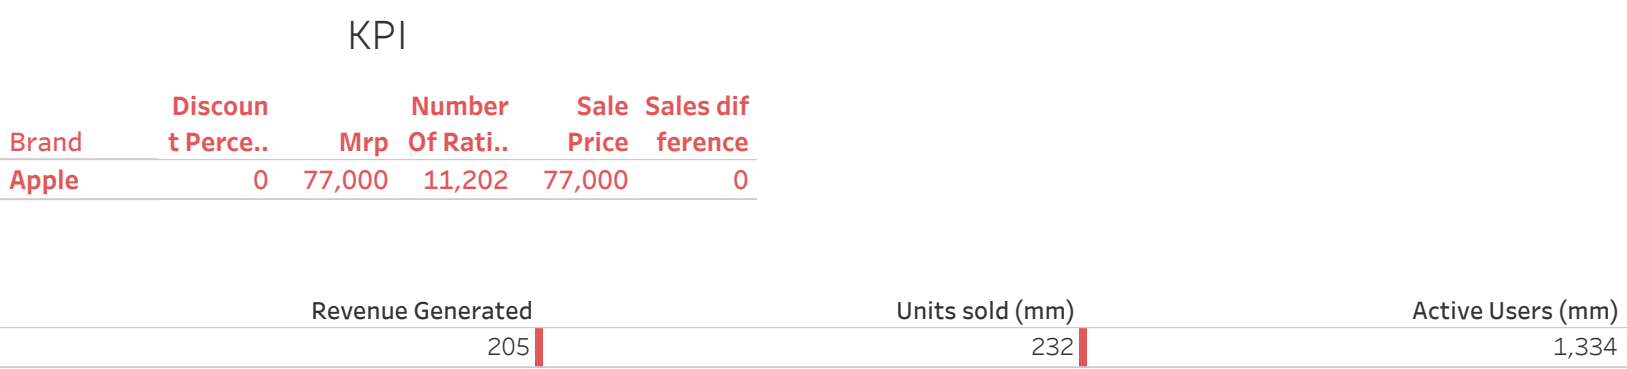 KPI
Discoun Number Sale Sales dif
Brand t Perce.. Mrp Of Rati.. Price ference
Apple 0 77,000 11,202 77,000 0
Revenue Generated Units sold (mm) Active Users (mm)
205 232 1,334